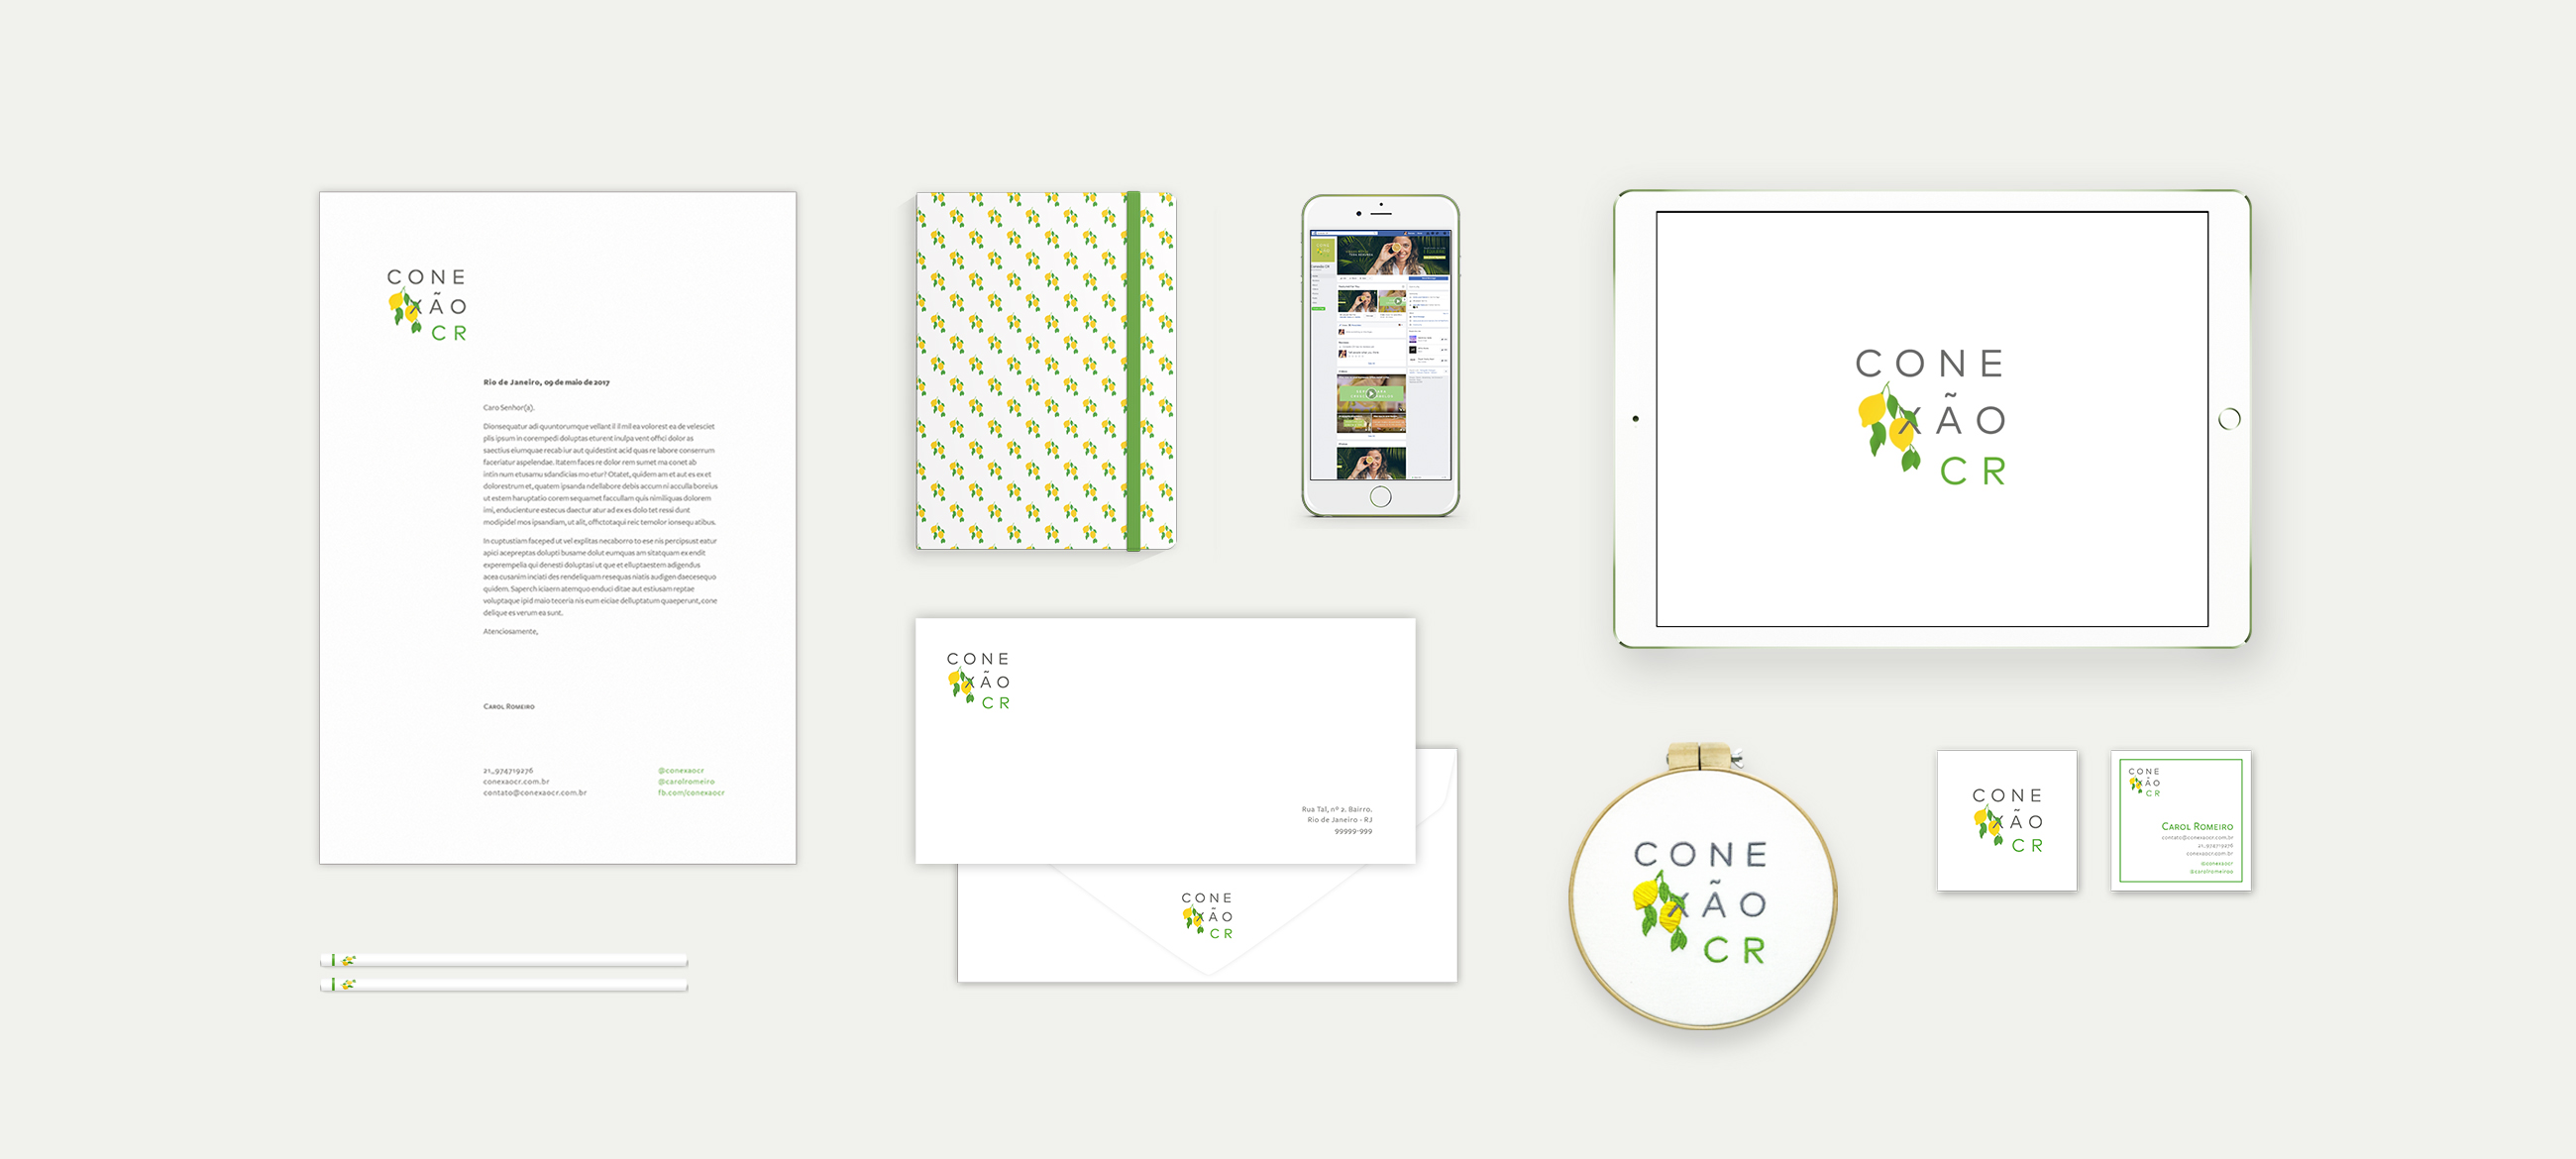 CONE
XÃO
CR
Rio de Janeiro, 09 de maio de 2017
Caro Senhor(a).
Dionsequatur adi quuntorumque vellant il il mil ea volorest ea de velesciet
plis ipsum in corempedi doluptas eturent inulpa vent offici dolor as
saectius eiumquae recab iur aut quidestint acid quas re labore conserrum
faceriatur aspelendae. Itatem faces re dolor rem sumet ma conet ab
intin num etusamu sdandicias mo etur? Otatet, quidem am et aut es ex et
dolorestrum et, quatem ipsanda ndellabore debis accum ni acculla boreius
ut estem haruptatio corem sequamet faccullam quis nimiliquas dolorem
imi, enducienture estecus daectur atur ad ex es dolo tet ressi dunt
modipidel mos ipsandiam, ut alit, offictotaqui reic temolor ionsequ atibus.
In cuptustiam faceped ut vel explitas necaborro to ese nis percipsust eatur
apici acepreptas dolupti busame dolut eumquas am sitatquam ex endit
experempelia qui denesti doluptasi ut que et elluptaestem adigendus
acea cusanim inciati des rendeliquam resequas niatis audigen daecesequo
quidem. Saperch iciaern atemquo enduci ditae aut estiusam reptae
voluptaque ipid maio teceria nis eum eiciae delluptatum quaeperunt, cone
delique es verum ea sunt.
Atenciosamente,
Carol Romeiro
21_974719276
conexaocr.com.br
contato@conexaocr.com.br
@conexaocr
@carolromeiro
fb.com/conexaocr
CONE
XÃO
CR
Rua Tal, nº 2. Bairro.
Rio de Janeiro - RJ
99999-999
CONE
XÃO
CR
CONE
XÃO
CR
CONE
XÃO
CR
CONE
XÃO
CR
CONE
XÃO
CR
Carol Romeiro
contato@conexaocr.com.br
21_974719276
conexaocr.com.br
@conexaocr
@carolromeiro